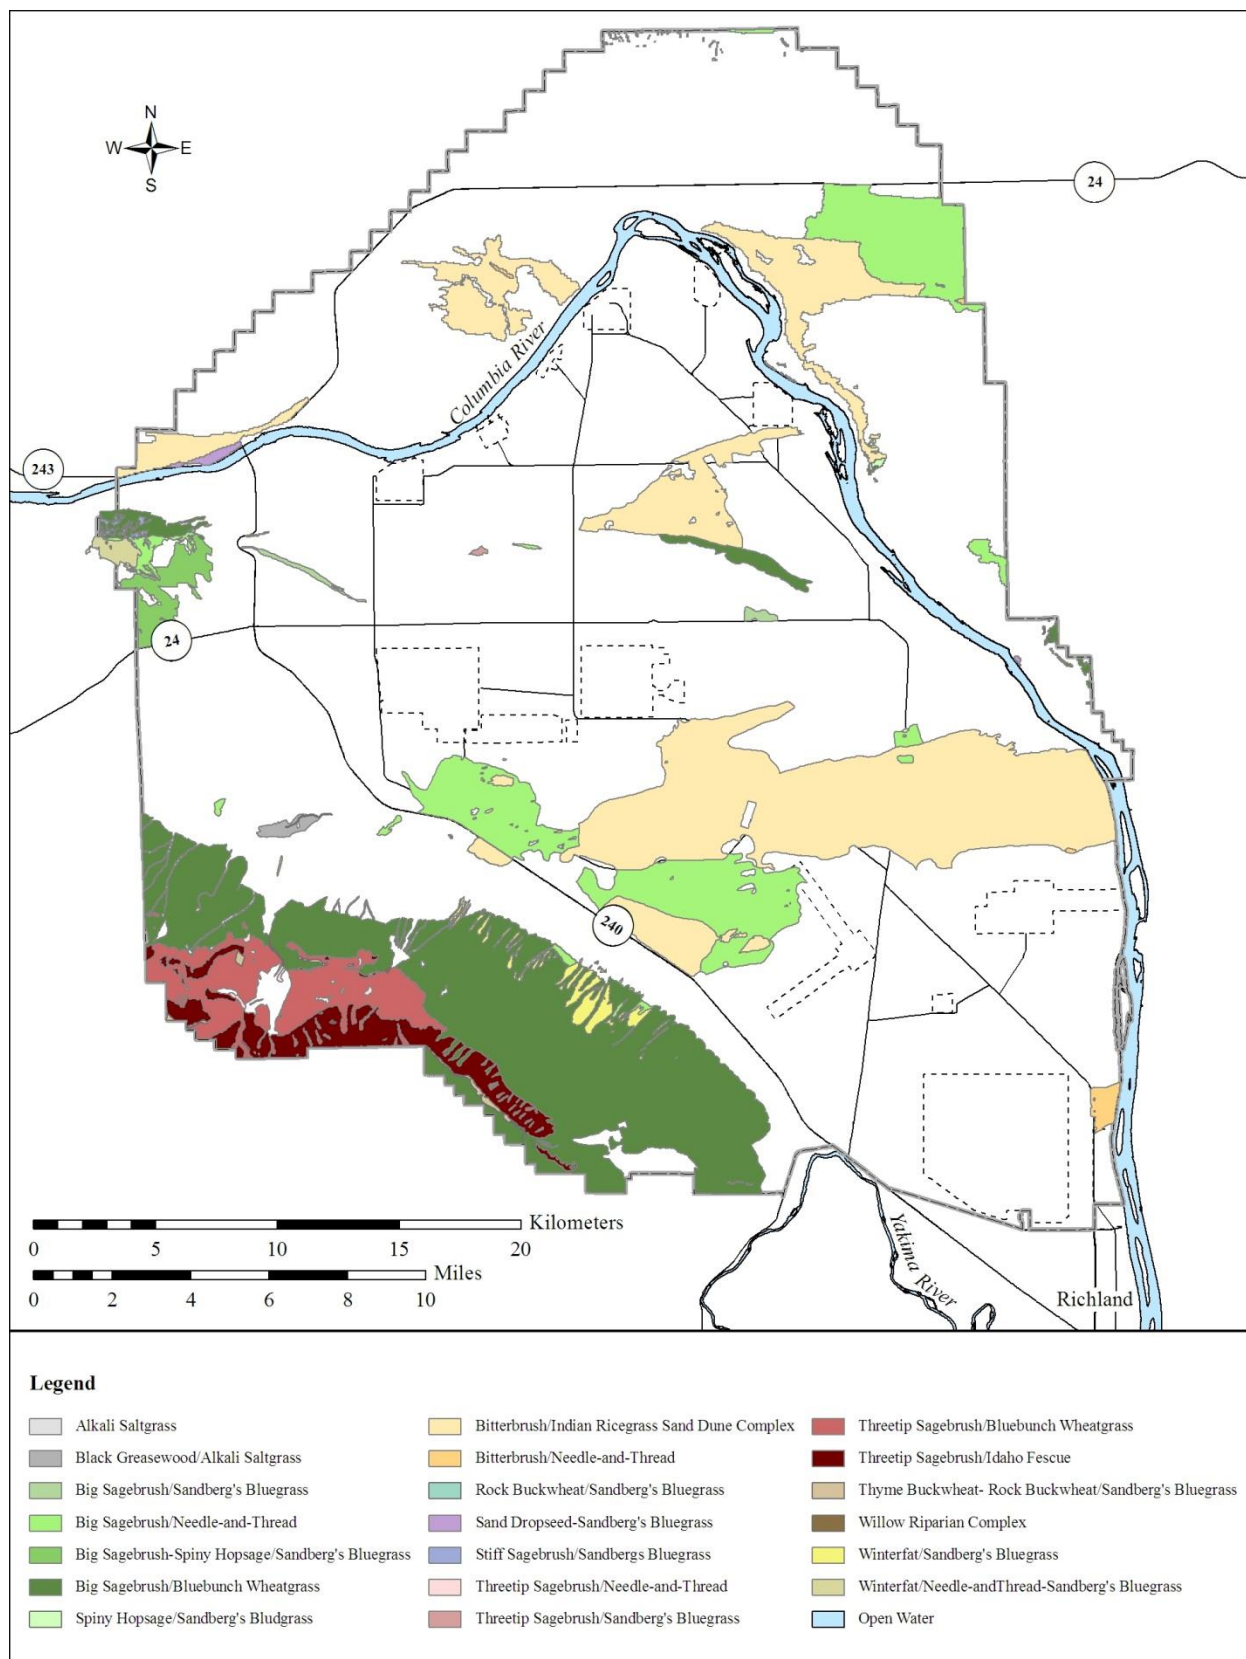 N
W E
S
24
Columbia River
243
24
240
Kilometers
0 5 10 15 20
Miles
0 2 4 6 8 10
Yakima River
Richland
Legend
Alkali Saltgrass
Black Greasewood/Alkali Saltgrass
Big Sagebrush/Sandberg's Bluegrass
Big Sagebrush/Needle-and-Thread
Big Sagebrush-Spiny Hopsage/Sandberg's Bluegrass
Big Sagebrush/Bluebunch Wheatgrass
Spiny Hopsage/Sandberg's Bludgrass
Bitterbrush/Indian Ricegrass Sand Dune Complex
Bitterbrush/Needle-and-Thread
Rock Buckwheat/Sandberg's Bluegrass
Sand Dropseed-Sandberg's Bluegrass
Stiff Sagebrush/Sandbergs Bluegrass
Threetip Sagebrush/Needle-and-Thread
Threetip Sagebrush/Sandberg's Bluegrass
Threetip Sagebrush/Bluebunch Wheatgrass
Threetip Sagebrush/Idaho Fescue
Thyme Buckwheat- Rock Buckwheat/Sandberg's Bluegrass
Willow Riparian Complex
Winterfat/Sandberg's Bluegrass
Winterfat/Needle-andThread-Sandberg's Bluegrass
Open Water